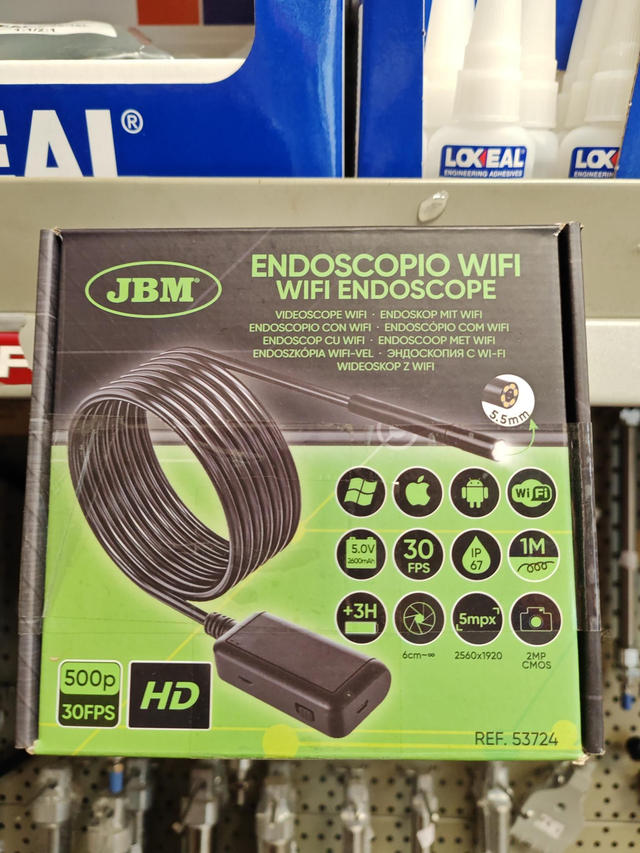 EAL®
LOXEAL
ENGINEERING ADHESIVES
LOX
ENGINEERIN
JBM®
ENDOSCOPIO WIFI
WIFI ENDOSCOPE
VIDEOSCOPE WIFI · ENDOSKOP MIT WIFI
ENDOSCOPIO CON WIFI · ENDOSCÓPIO COM WIFI
ENDOSCOP CU WIFI · ENDOSCOOP MET WIFI
ENDOSZKÓPIA WIFI-VEL · ЭНДОСКОПИЯ С WI-FI
WIDEOSKOP Z WIFI
5.5mm
WiFi
5.0V
2600mAh
30
FPS
IP
67
1M
+3H
5mpx
6cm-∞
2560x1920
2MP
CMOS
500p
30FPS
HD
REF. 53724